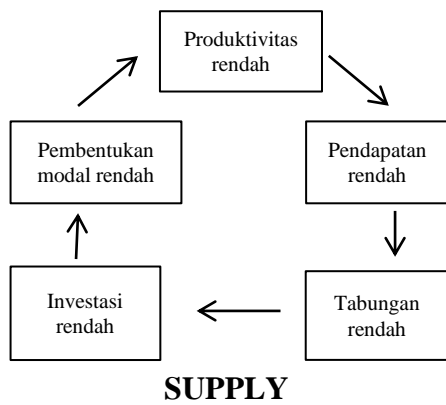 Produktivitas
rendah
Pembentukan
modal rendah
Pendapatan
rendah
Investasi
rendah
Tabungan
rendah
SUPPLY